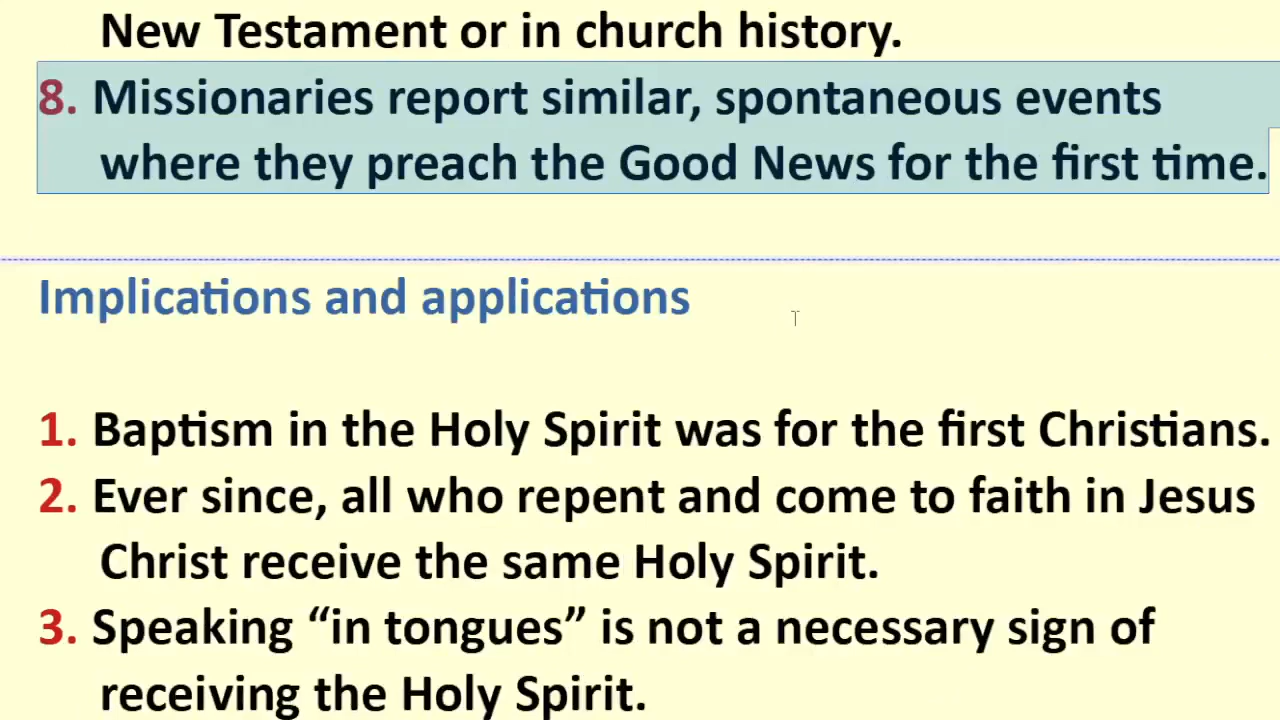 New Testament or in church history.
8. Missionaries report similar, spontaneous events
where they preach the Good News for the first time.
Implications and applications
1. Baptism in the Holy Spirit was for the first Christians.
2. Ever since, all who repent and come to faith in Jesus
Christ receive the same Holy Spirit.
3. Speaking “in tongues” is not a necessary sign of
receiving the Holy Spirit.